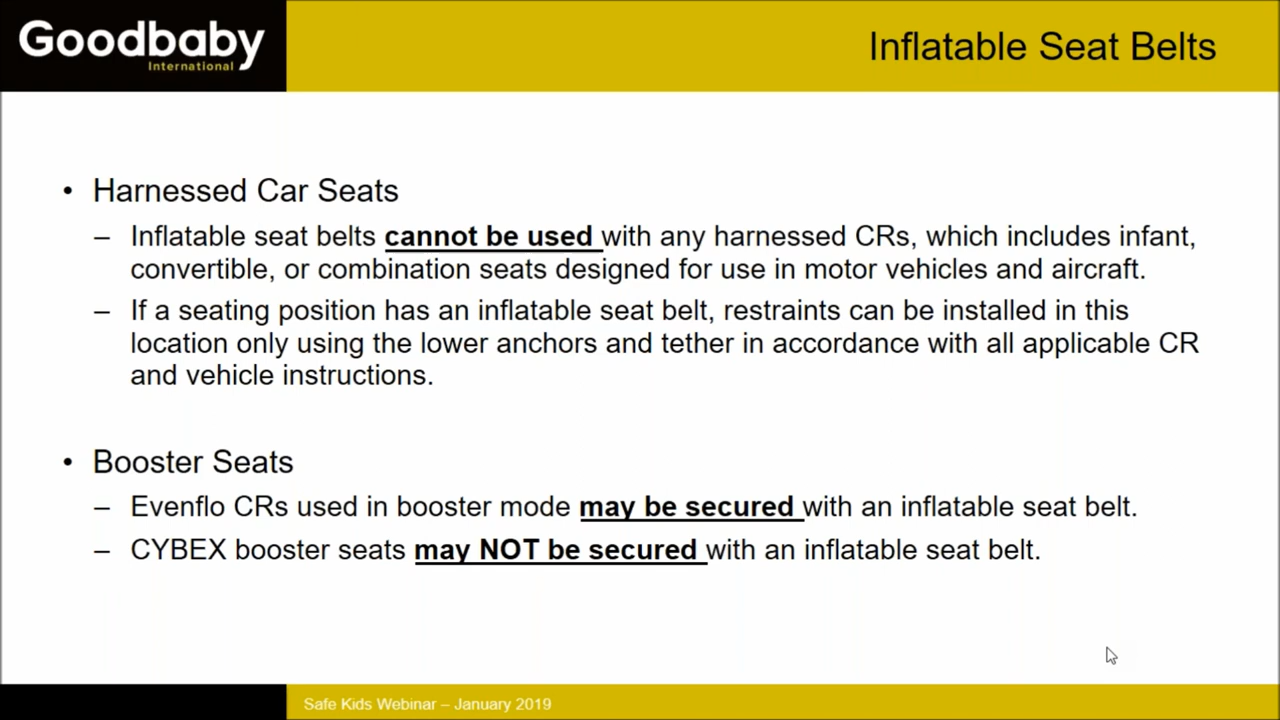 Goodbaby
International
Inflatable Seat Belts
• Harnessed Car Seats
– Inflatable seat belts cannot be used with any harnessed CRs, which includes infant,
convertible, or combination seats designed for use in motor vehicles and aircraft.
– If a seating position has an inflatable seat belt, restraints can be installed in this
location only using the lower anchors and tether in accordance with all applicable CR
and vehicle instructions.
• Booster Seats
– Evenflo CRs used in booster mode may be secured with an inflatable seat belt.
– CYBEX booster seats may NOT be secured with an inflatable seat belt.
Safe Kids Webinar – January 2019